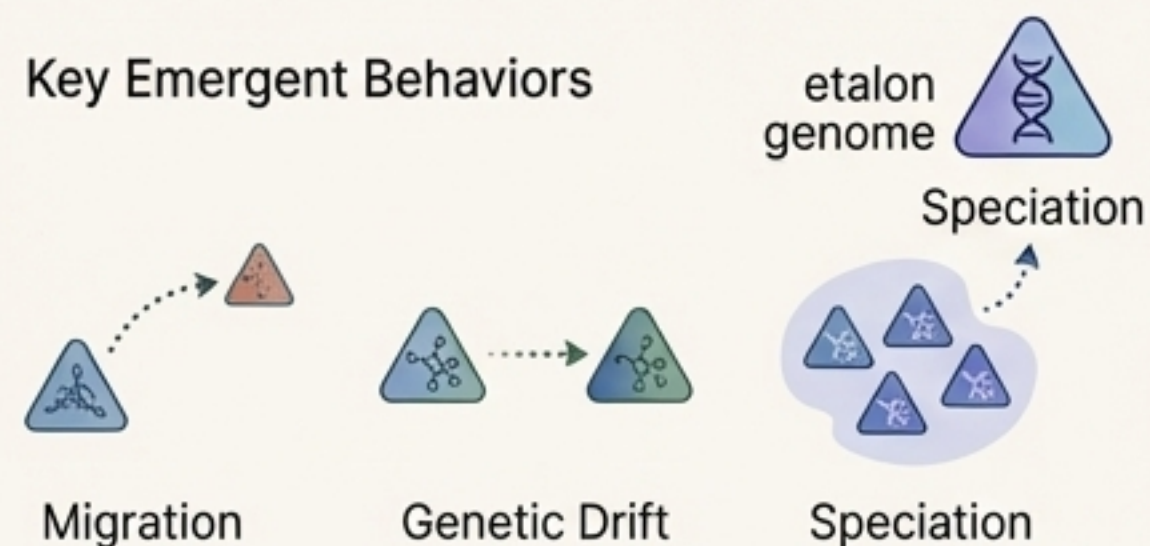 Key Emergent Behaviors
etalon
genome
Speciation
Migration
Genetic Drift
Speciation